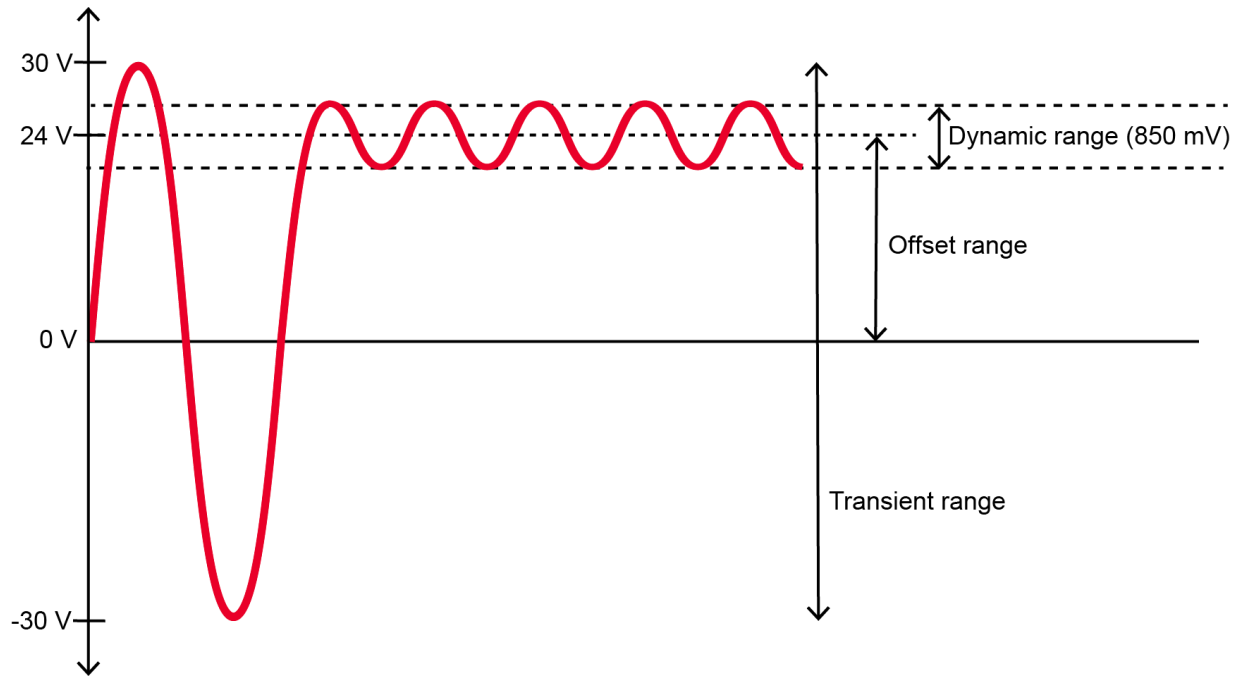 30 V
24 V
Dynamic range (850 mV)
Offset range
0 V
Transient range
-30 V